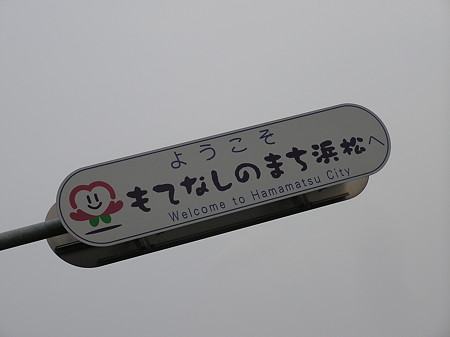 ようこそ
もてなしのまち浜松へ
Welcome to Hamamatsu City